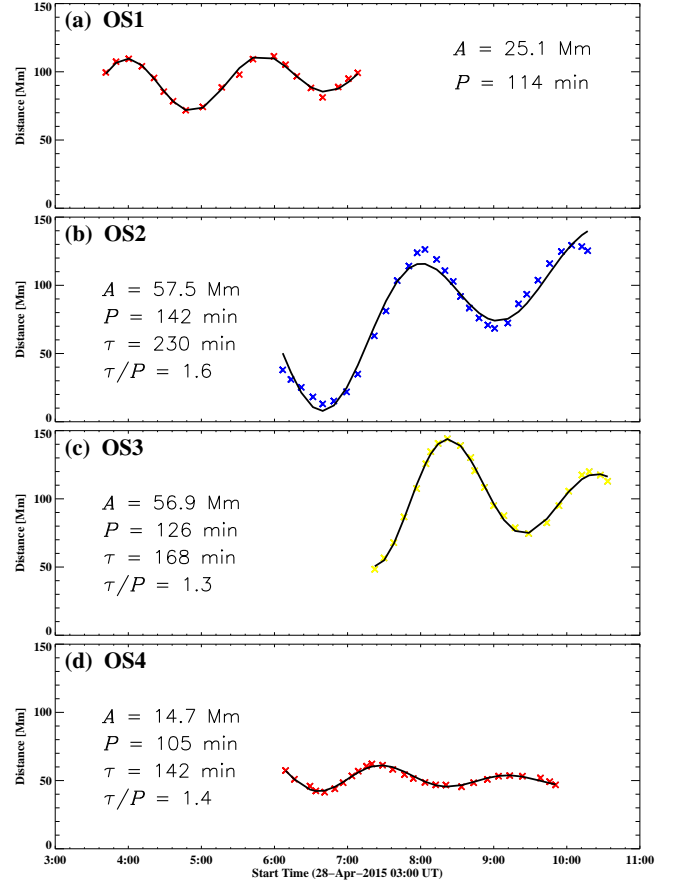 (a) OS1
A = 25.1 Mm
P = 114 min
Distance [Mm]
150
100
50
0
(b) OS2
A = 57.5 Mm
P = 142 min
τ = 230 min
τ/P = 1.6
Distance [Mm]
150
100
50
0
(c) OS3
A = 56.9 Mm
P = 126 min
τ = 168 min
τ/P = 1.3
Distance [Mm]
150
100
50
0
(d) OS4
A = 14.7 Mm
P = 105 min
τ = 142 min
τ/P = 1.4
Distance [Mm]
150
100
50
0
3:00 4:00 5:00 6:00 7:00 8:00 9:00 10:00 11:00
Start Time (28-Apr-2015 03:00 UT)